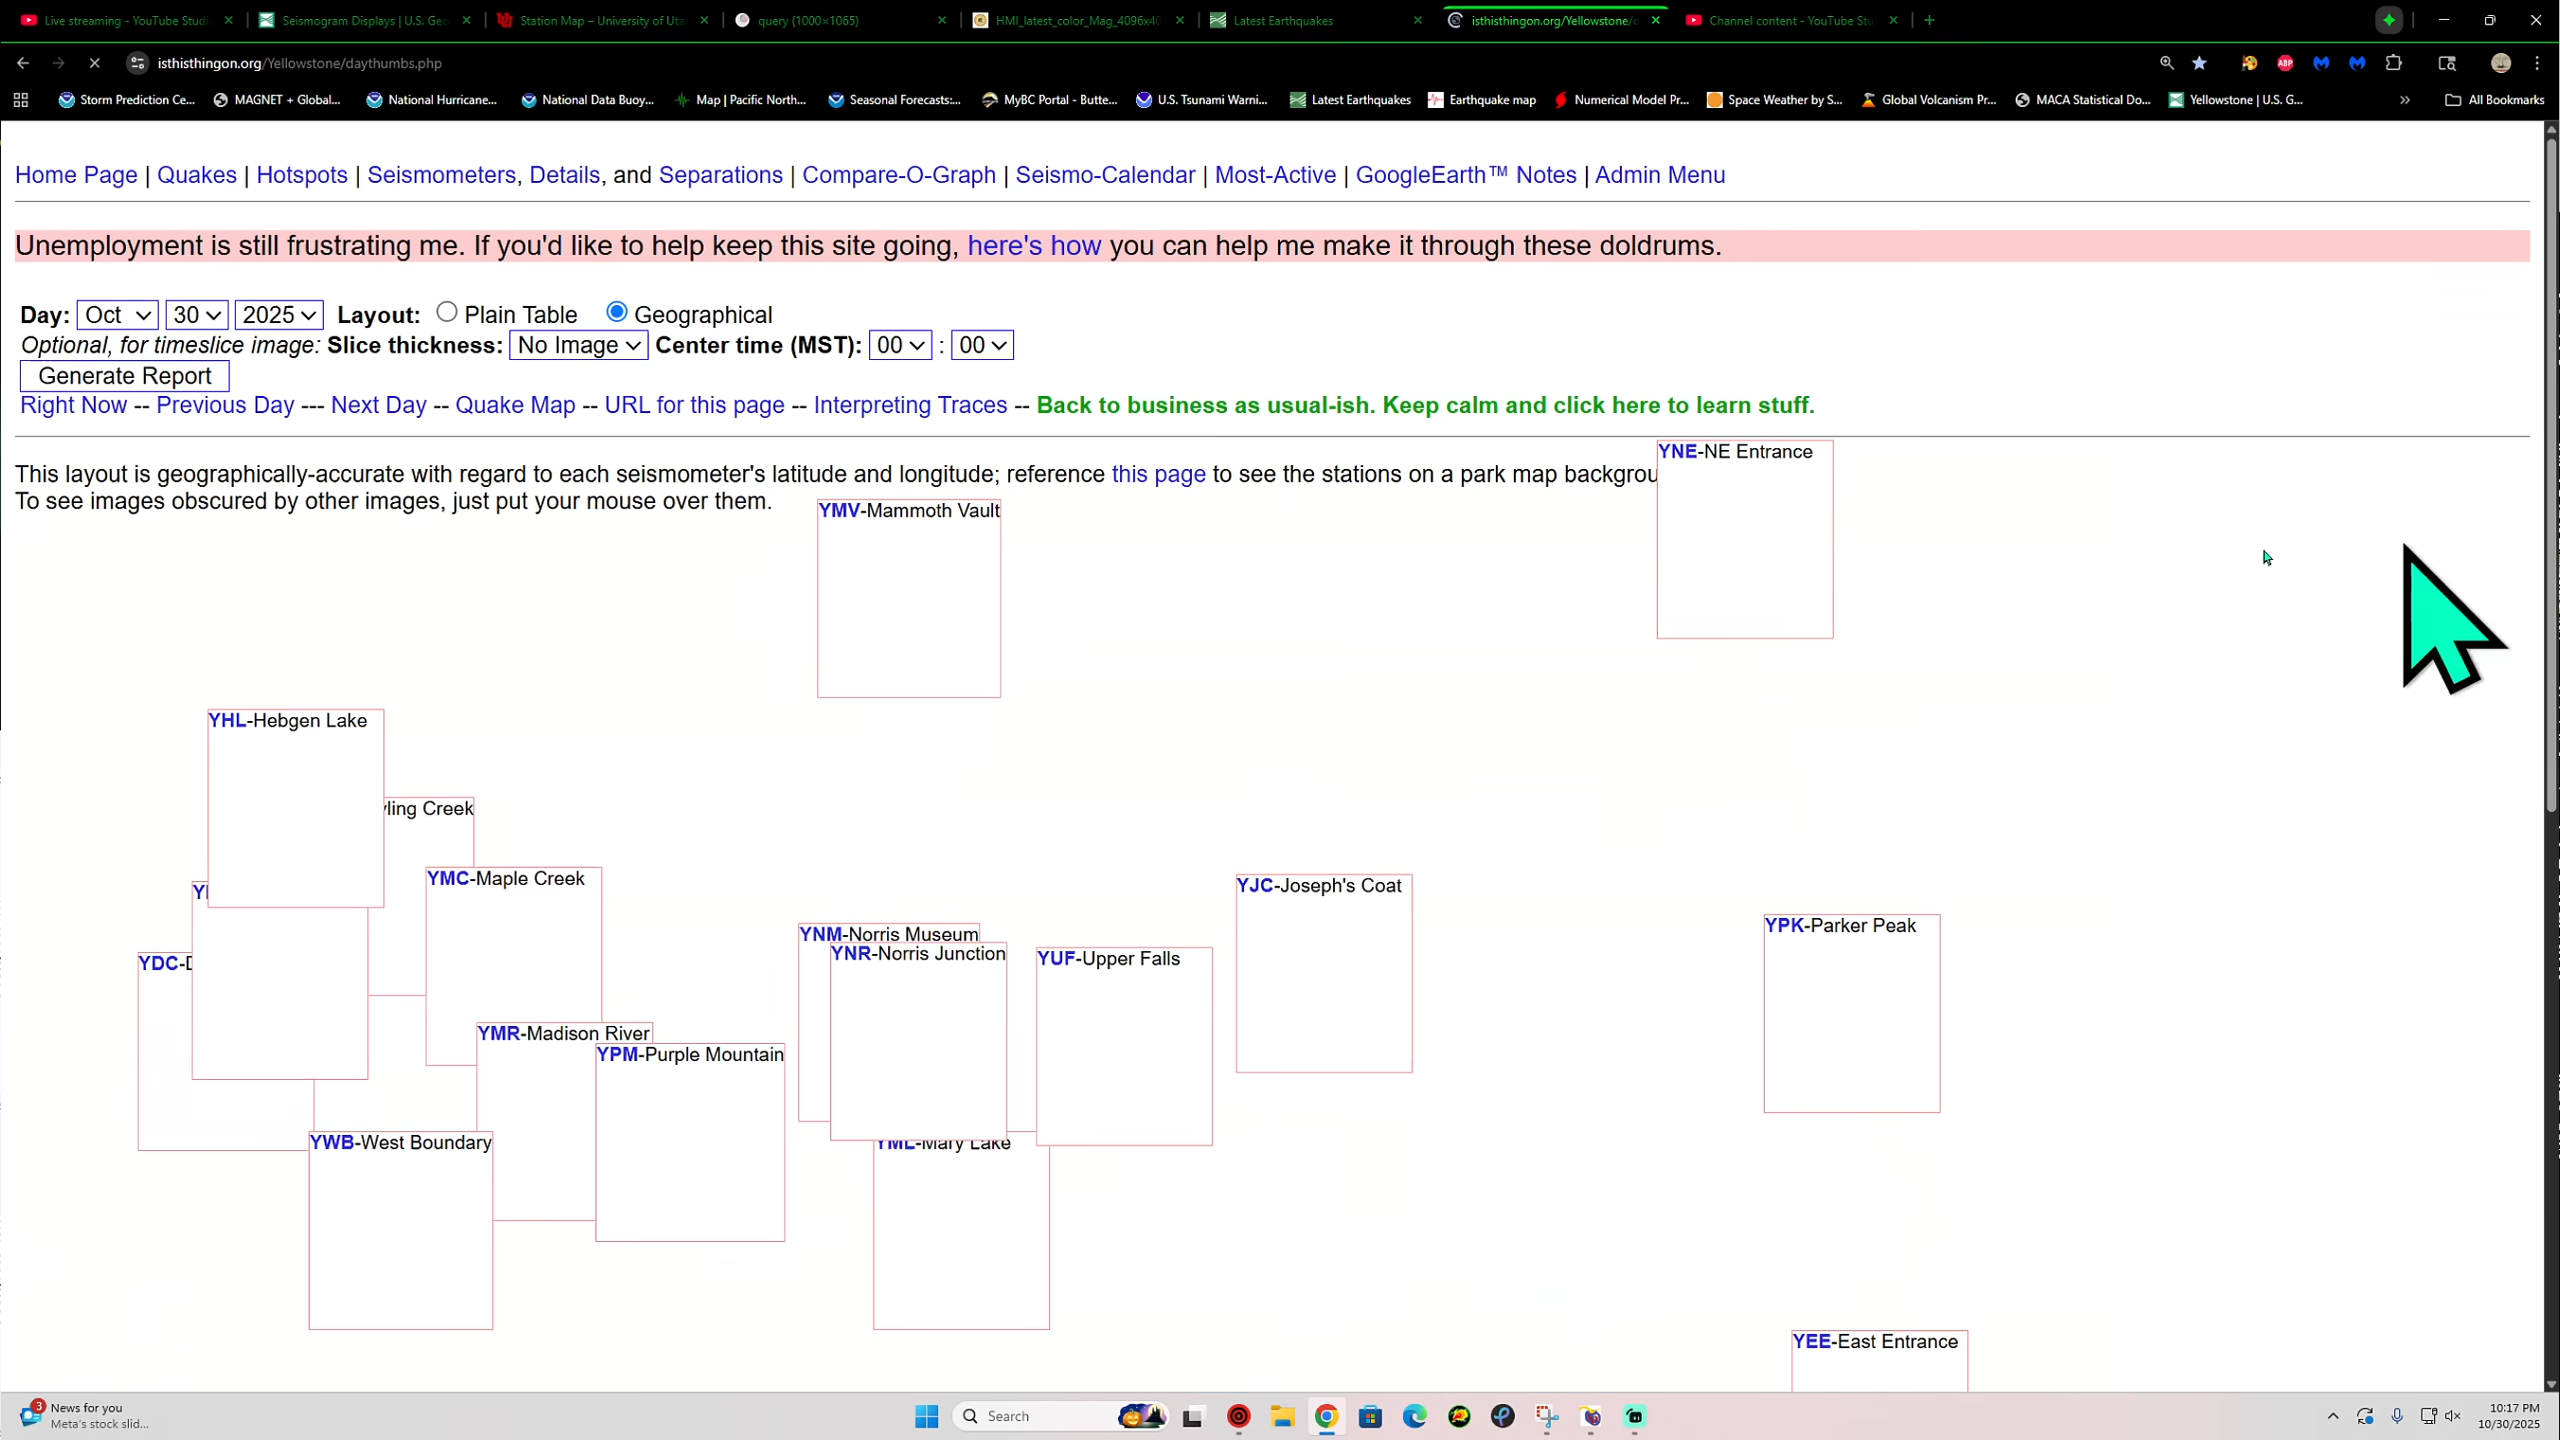 Live streaming - YouTube Studi
Seismogram Displays | U.S. Geo
Station Map – University of Uta
query (1000×1065)
HMI_latest_color_Mag_4096x40
Latest Earthquakes
isthisthingon.org/Yellowstone/d
Channel content - YouTube Stu
isthisthingon.org/Yellowstone/daythumbs.php
ABP
Storm Prediction Ce...
MAGNET + Global...
National Hurricane...
National Data Buoy...
Map | Pacific North...
Seasonal Forecasts:...
MyBC Portal - Butte...
U.S. Tsunami Warni...
Latest Earthquakes
Earthquake map
Numerical Model Pr...
Space Weather by S...
Global Volcanism Pr...
MACA Statistical Do...
Yellowstone | U.S. G...
All Bookmarks
Home Page | Quakes | Hotspots | Seismometers, Details, and Separations | Compare-O-Graph | Seismo-Calendar | Most-Active | GoogleEarth™ Notes | Admin Menu
Unemployment is still frustrating me. If you'd like to help keep this site going, here's how you can help me make it through these doldrums.
Day: Oct 30 2025 Layout: Plain Table Geographical
Optional, for timeslice image: Slice thickness: No Image Center time (MST): 00 : 00
Generate Report
Right Now -- Previous Day --- Next Day -- Quake Map -- URL for this page -- Interpreting Traces -- Back to business as usual-ish. Keep calm and click here to learn stuff.
This layout is geographically-accurate with regard to each seismometer's latitude and longitude; reference this page to see the stations on a park map backgrou
To see images obscured by other images, just put your mouse over them.
YNE-NE Entrance
YMV-Mammoth Vault
YHL-Hebgen Lake
ling Creek
YMC-Maple Creek
YJC-Joseph's Coat
YPK-Parker Peak
YNM-Norris Museum
YNR-Norris Junction
YUF-Upper Falls
YDC-
YMR-Madison River
YPM-Purple Mountain
YWB-West Boundary
YML-Mary Lake
YEE-East Entrance
3
News for you
Meta's stock slid...
Search
10:17 PM
10/30/2025